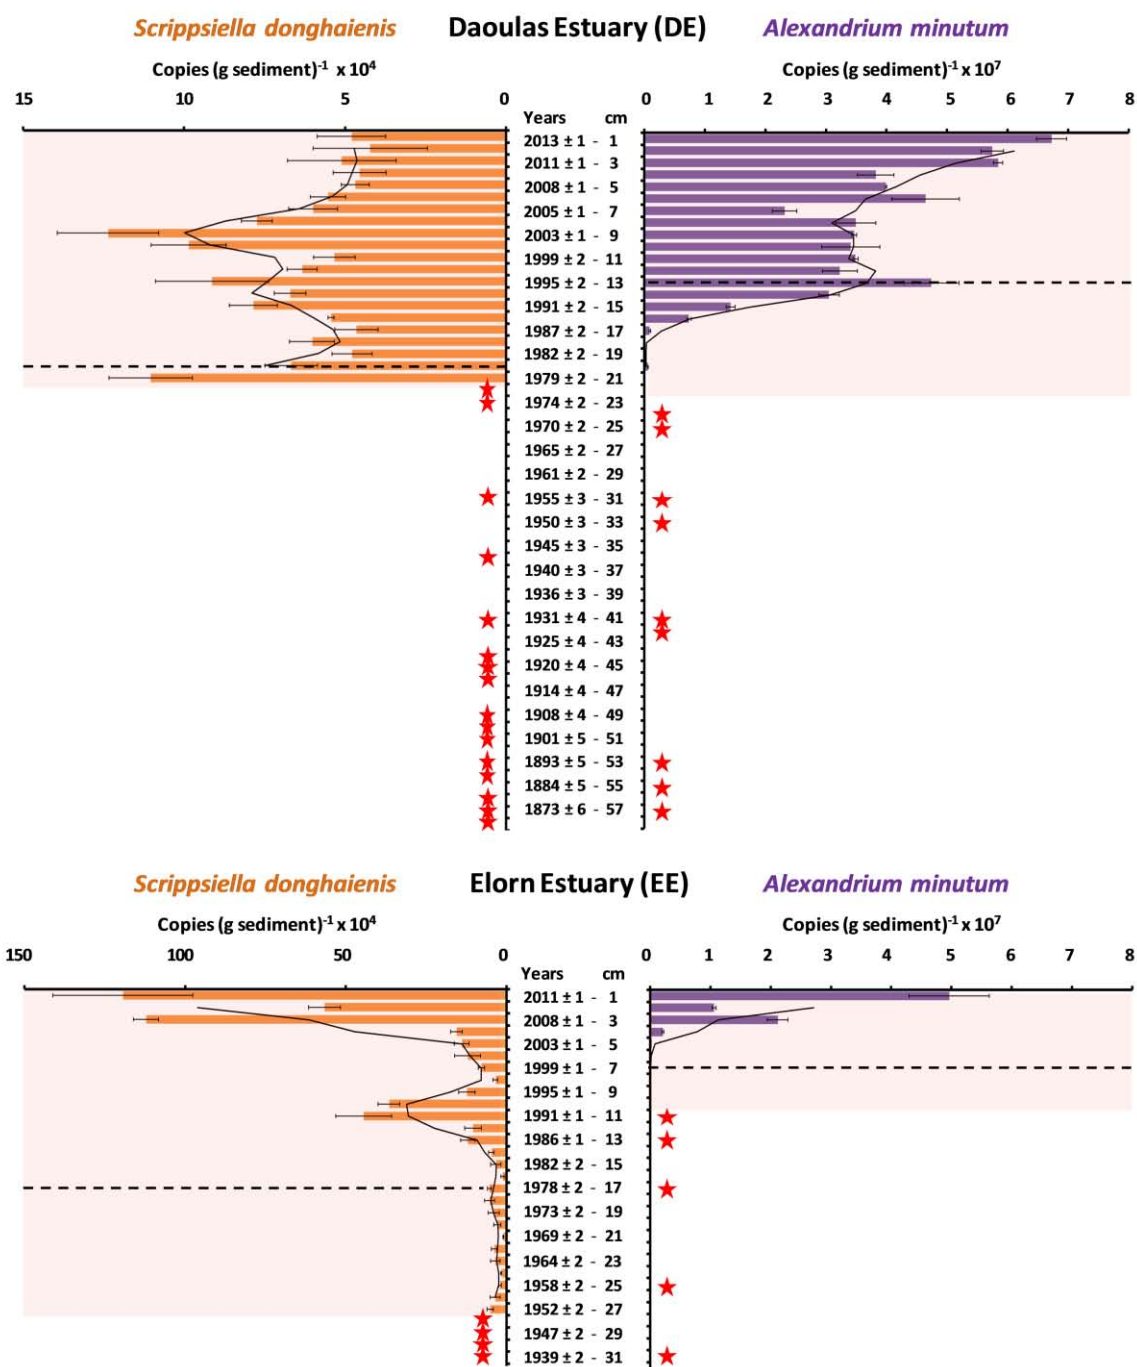 Scrippsiella donghaienis Daoulas Estuary (DE) Alexandrium minutum
Copies (g sediment)-1 x 104 Copies (g sediment)-1 x 107
15 10 5 0 0 1 2 3 4 5 6 7 8
Years cm
2013 ± 1 - 1
2011 ± 1 - 3
2008 ± 1 - 5
2005 ± 1 - 7
2003 ± 1 - 9
1999 ± 2 - 11
1995 ± 2 - 13
1991 ± 2 - 15
1987 ± 2 - 17
1982 ± 2 - 19
1979 ± 2 - 21
1974 ± 2 - 23
1970 ± 2 - 25
1965 ± 2 - 27
1961 ± 2 - 29
1955 ± 3 - 31
1950 ± 3 - 33
1945 ± 3 - 35
1940 ± 3 - 37
1936 ± 3 - 39
1931 ± 4 - 41
1925 ± 4 - 43
1920 ± 4 - 45
1914 ± 4 - 47
1908 ± 4 - 49
1901 ± 5 - 51
1893 ± 5 - 53
1884 ± 5 - 55
1873 ± 6 - 57
Scrippsiella donghaienis Elorn Estuary (EE) Alexandrium minutum
Copies (g sediment)-1 x 104 Copies (g sediment)-1 x 107
150 100 50 0 0 1 2 3 4 5 6 7 8
Years cm
2011 ± 1 - 1
2008 ± 1 - 3
2003 ± 1 - 5
1999 ± 1 - 7
1995 ± 1 - 9
1991 ± 1 - 11
1986 ± 1 - 13
1982 ± 2 - 15
1978 ± 2 - 17
1973 ± 2 - 19
1969 ± 2 - 21
1964 ± 2 - 23
1958 ± 2 - 25
1952 ± 2 - 27
1947 ± 2 - 29
1939 ± 2 - 31